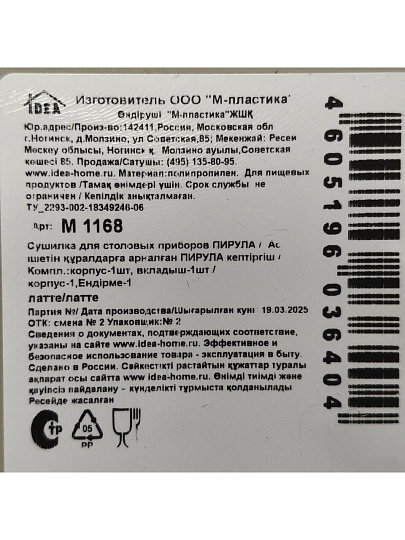 IDEA
Изготовитель ООО "М-пластика"
Өндіруші "М-пластика"ЖШҚ
Юр.адрес/Произ-во:142411,Россия, Московская обл
г.Ногинск, д.Молзино, ул.Советская, 85; Мекенжай: Ресей
Мәскеу облысы, Ногинск қ. Молзино ауылы,Советская
көшесі 85. Продажа/Сатушы: (495) 135-80-95.
www.idea-home.ru. Материал:полипропилен. Для пищевых
продуктов /Тамақ өнімдері үшін. Срок службы не
ограничен / Кепілдік анықталмаған.
ТУ_2293-002-18349246-06
Арт: М 1168
Сушилка для столовых приборов ПИРУЛА / Ас
ішетін құралдарға арналған ПИРУЛА кептіргіш /
Компл.:корпус-1шт, вкладыш-1шт /
корпус-1,Ендірме-1
латте/латте
Партия №/ Дата производства/Шығарылған күні 19.03.2025
ОТК: смена № 2 Упаковщик:№ 2
Сведения о документах, подтверждающих соответствие,
указаны на сайте www.idea-home.ru. Эффективное и
безопасное использование товара - эксплуатация в быту.
Сделано в России. Сәйкестікті растайтын құжаттар туралы
ақпарат осы сайтта www.idea-home.ru. Өнімді тиімді және
қауіпсіз пайдалану - күнделікті тұрмыста қолданылады
Ресейде жасалған
4 605196 036404
05
PP